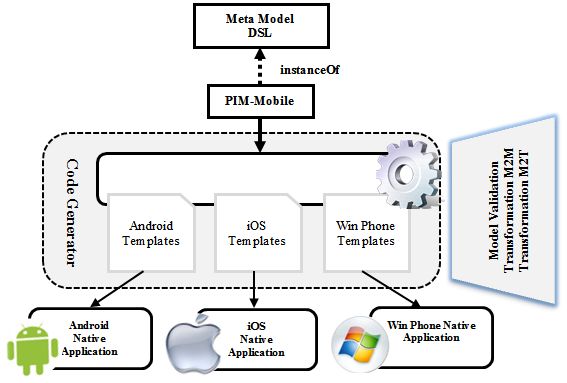 Meta Model
DSL
instanceOf
PIM-Mobile
Code Generator
Android
Templates
iOS
Templates
Win Phone
Templates
Model Validation
Transformation M2M
Transformation M2T
Android
Native
Application
iOS
Native
Application
Win Phone Native
Application